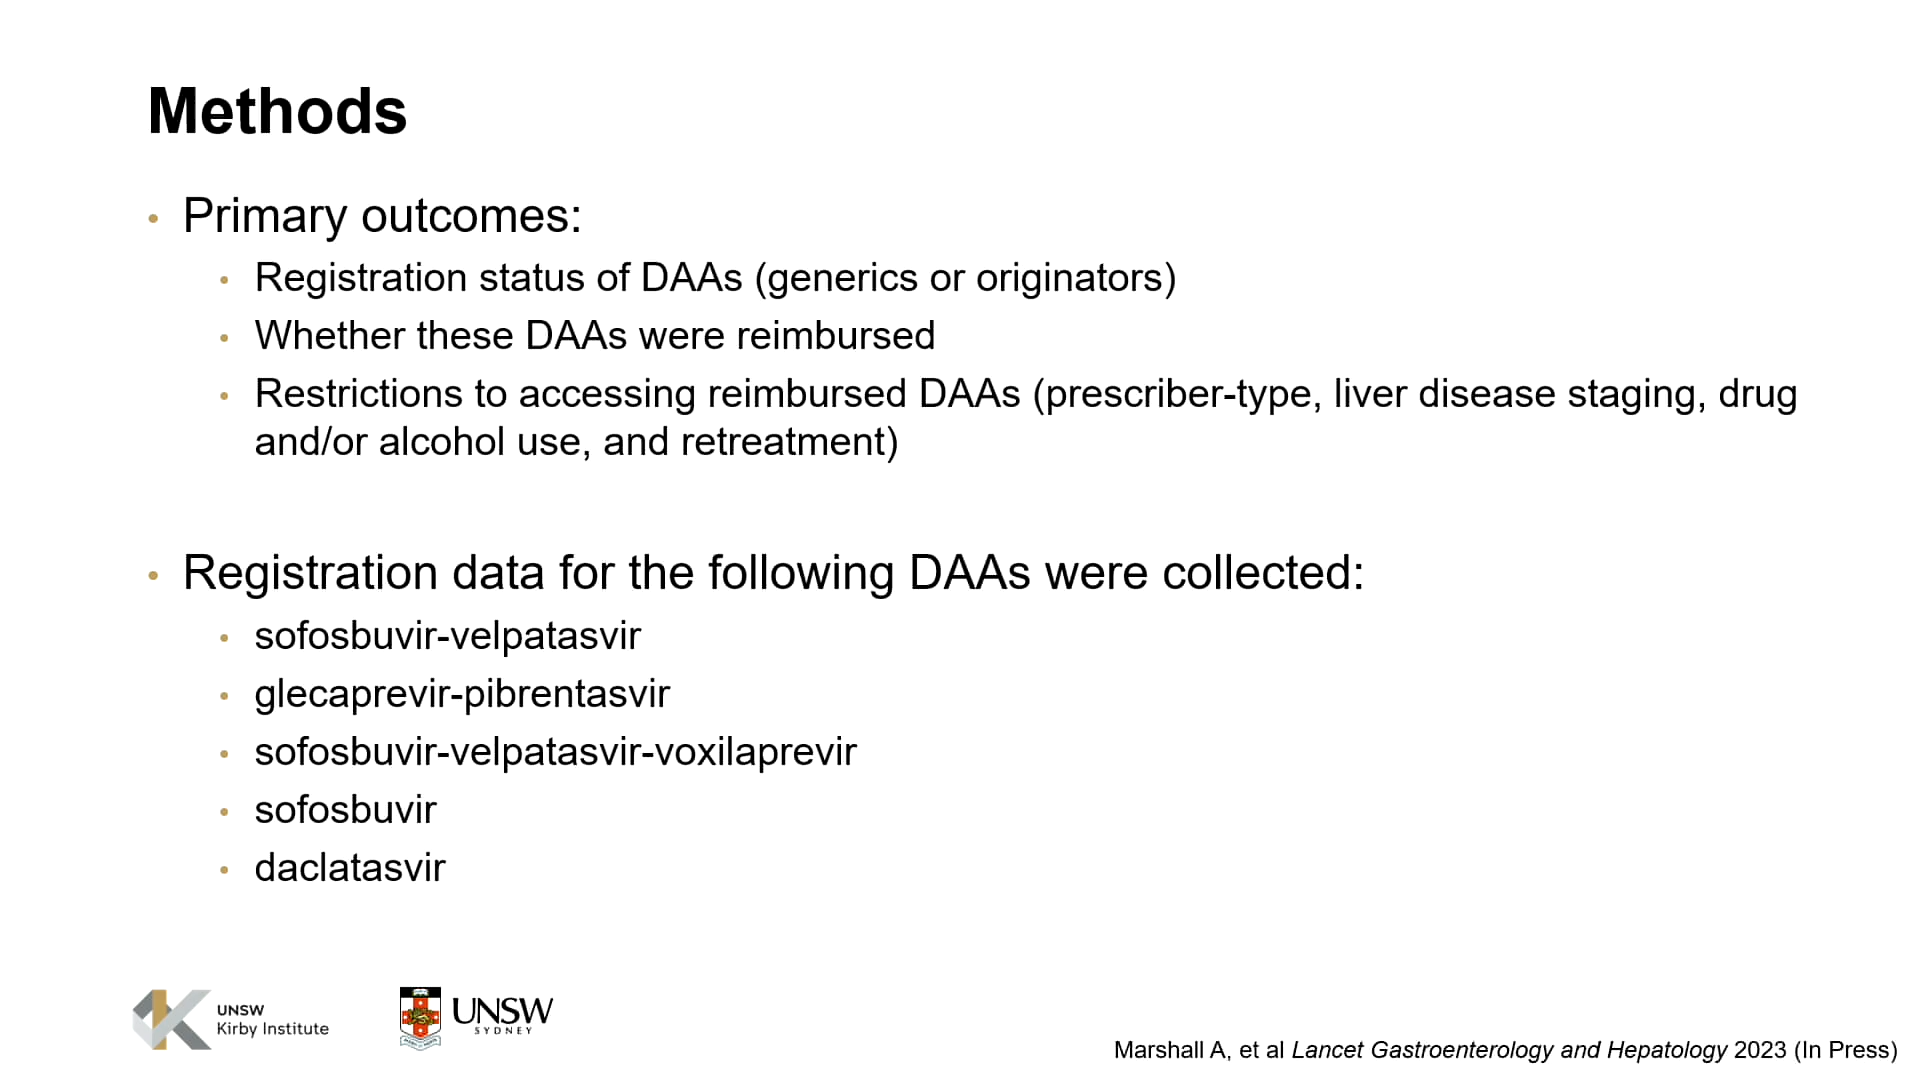 Methods
• Primary outcomes:
• Registration status of DAAs (generics or originators)
• Whether these DAAs were reimbursed
• Restrictions to accessing reimbursed DAAs (prescriber-type, liver disease staging, drug
and/or alcohol use, and retreatment)
• Registration data for the following DAAs were collected:
• sofosbuvir-velpatasvir
• glecaprevir-pibrentasvir
• sofosbuvir-velpatasvir-voxilaprevir
• sofosbuvir
• daclatasvir
UNSW
Kirby Institute
UNSW
SYDNEY
Marshall A, et al Lancet Gastroenterology and Hepatology 2023 (In Press)